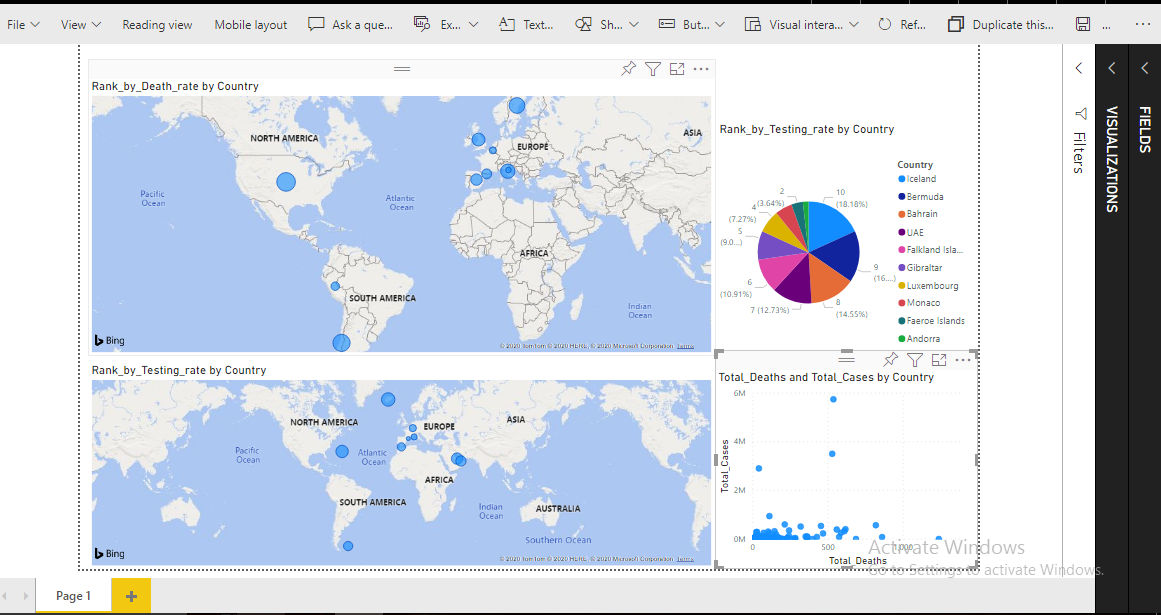 File View Reading view Mobile layout Ask a que... Ex... Text... Sh... But... Visual intera... Ref... Duplicate this... ... ...
Rank_by_Death_rate by Country
NORTH AMERICA
EUROPE
ASIA
Pacific
Ocean
Atlantic
Ocean
AFRICA
SOUTH AMERICA
Indian
Ocean
Bing
© 2020 TomTom © 2020 HERE, © 2020 Microsoft Corporation Terms
Rank_by_Testing_rate by Country
2
(3.64%)
4
(7.27%)
5
(9.0...)
6
(10.91%)
7 (12.73%)
8
(14.55%)
9
(16....)
10
(18.18%)
Country
Iceland
Bermuda
Bahrain
UAE
Falkland Isla...
Gibraltar
Luxembourg
Monaco
Faeroe Islands
Andorra
Filters
VISUALIZATIONS
FIELDS
Rank_by_Testing_rate by Country
NORTH AMERICA
EUROPE
ASIA
Pacific
Ocean
Atlantic
Ocean
AFRICA
SOUTH AMERICA
Indian
Ocean
AUSTRALIA
Southern Ocean
Bing
© 2020 TomTom © 2020 HERE, © 2020 Microsoft Corporation Terms
Total_Deaths and Total_Cases by Country
Total_Cases
6M
4M
2M
0M
0 500 1000
Total_Deaths
Activate Windows
Go to Settings to activate Windows.
Page 1